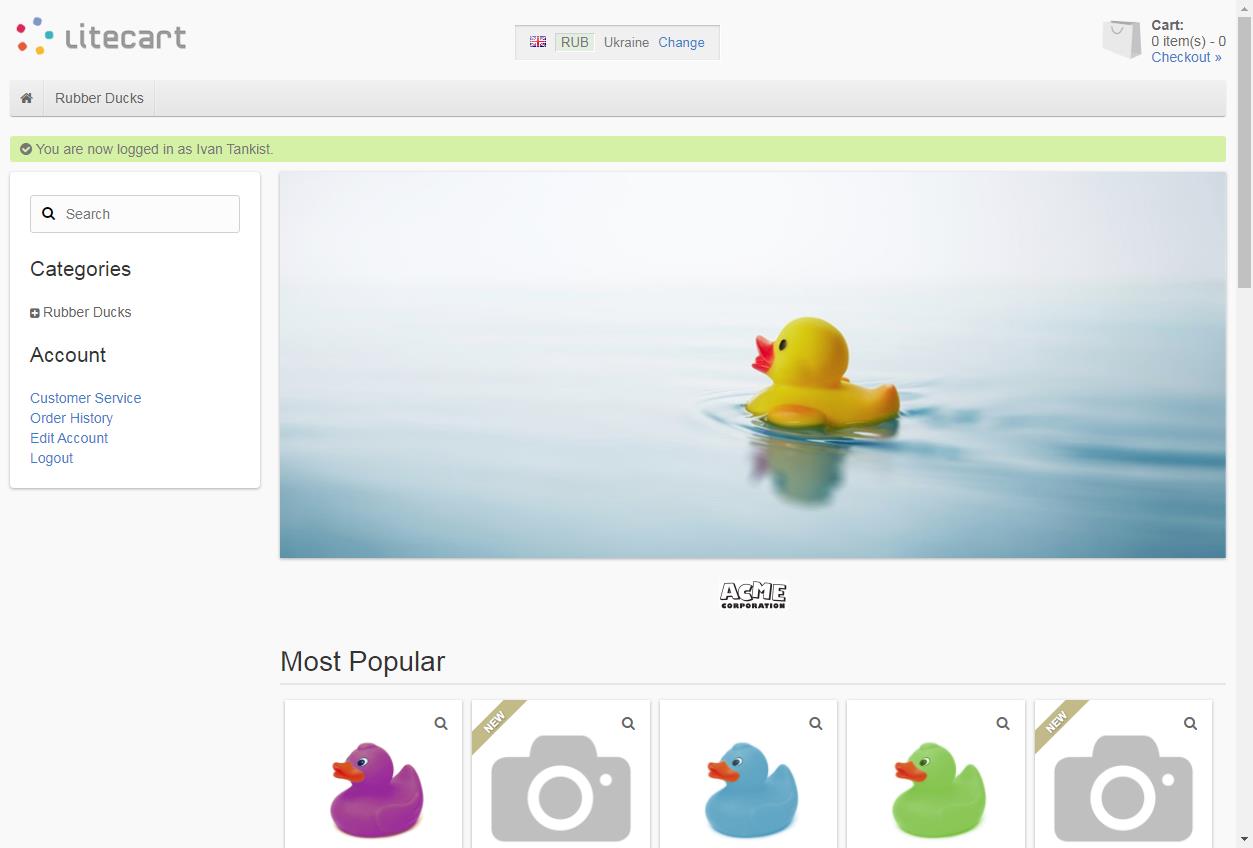 litecart
RUB Ukraine Change
Cart:
0 item(s) - 0
Checkout »
Rubber Ducks
You are now logged in as Ivan Tankist.
Search
Categories
Rubber Ducks
Account
Customer Service
Order History
Edit Account
Logout
ACME
CORPORATION
Most Popular
NEW
NEW